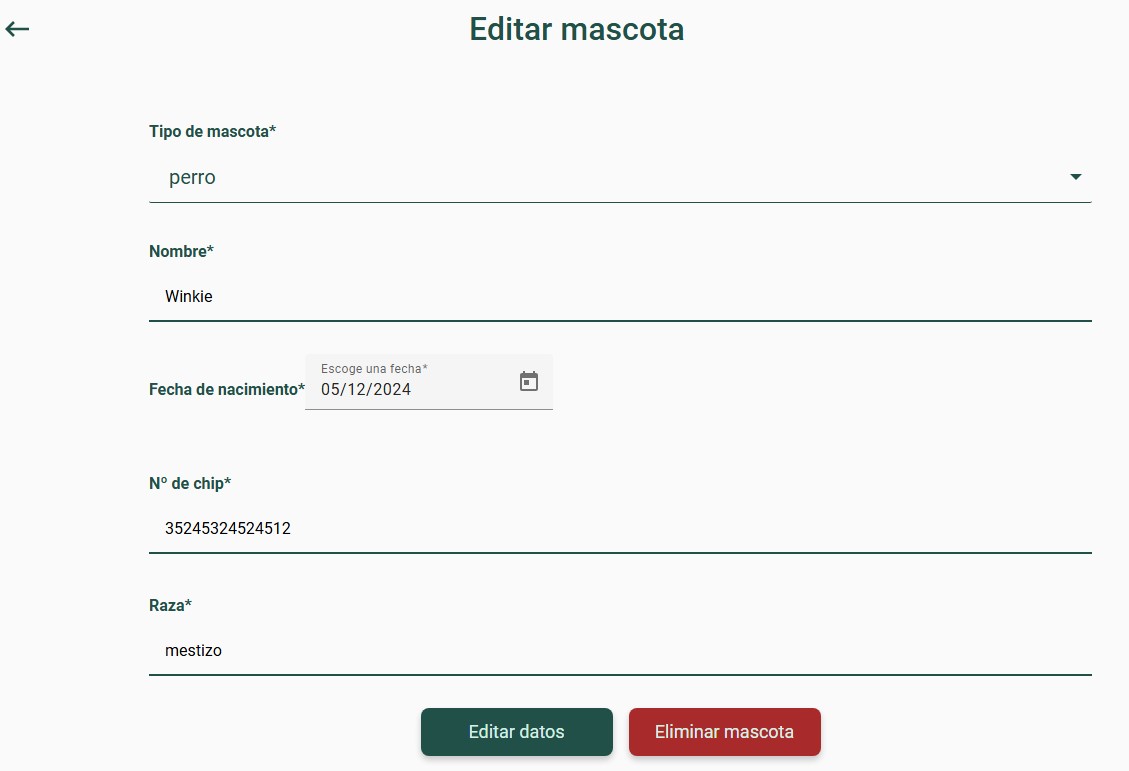 Editar mascota
Tipo de mascota*
perro
Nombre*
Winkie
Escoge una fecha*
Fecha de nacimiento*
05/12/2024
Nº de chip*
35245324524512
Raza*
mestizo
Editar datos
Eliminar mascota